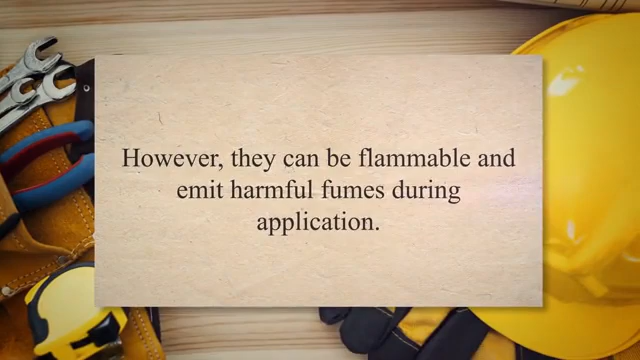 However, they can be flammable and
emit harmful fumes during
application.